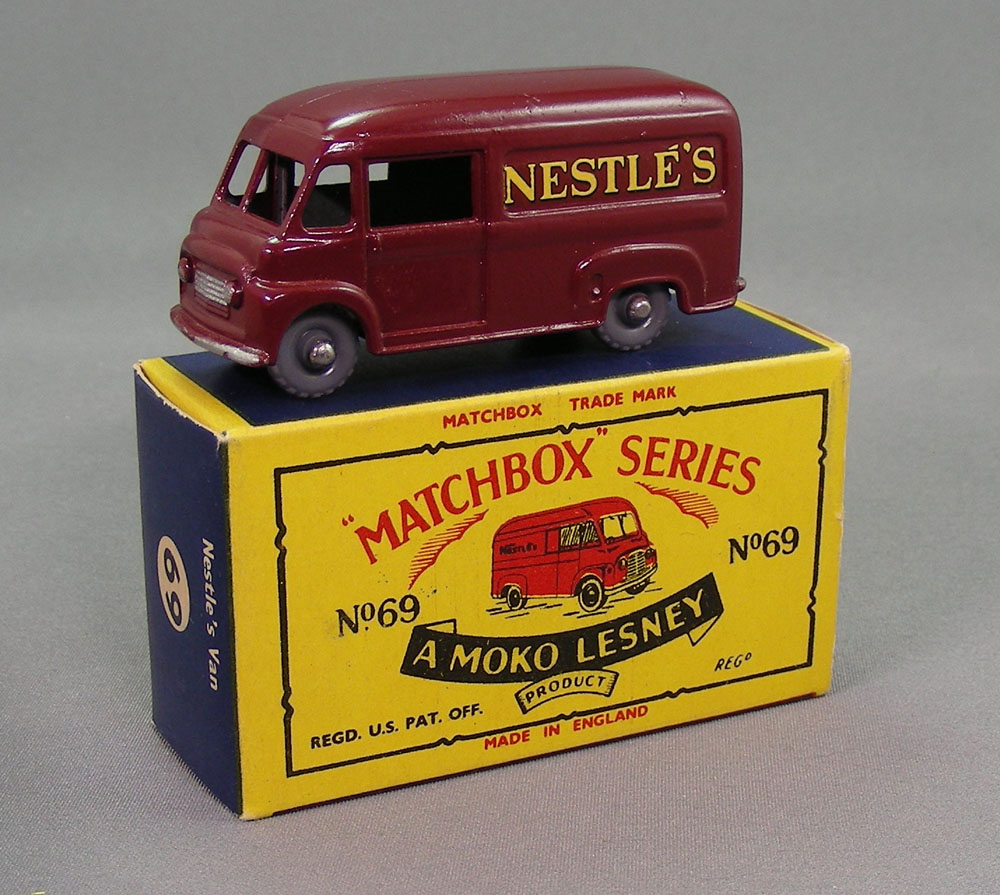 NESTLÉ'S
MATCHBOX TRADE MARK
"MATCHBOX" SERIES
NESTLÉ'S
Nº69
Nº69
A MOKO LESNEY
PRODUCT
REGD. U.S. PAT. OFF.
REGD
MADE IN ENGLAND
Nestle's Van
69